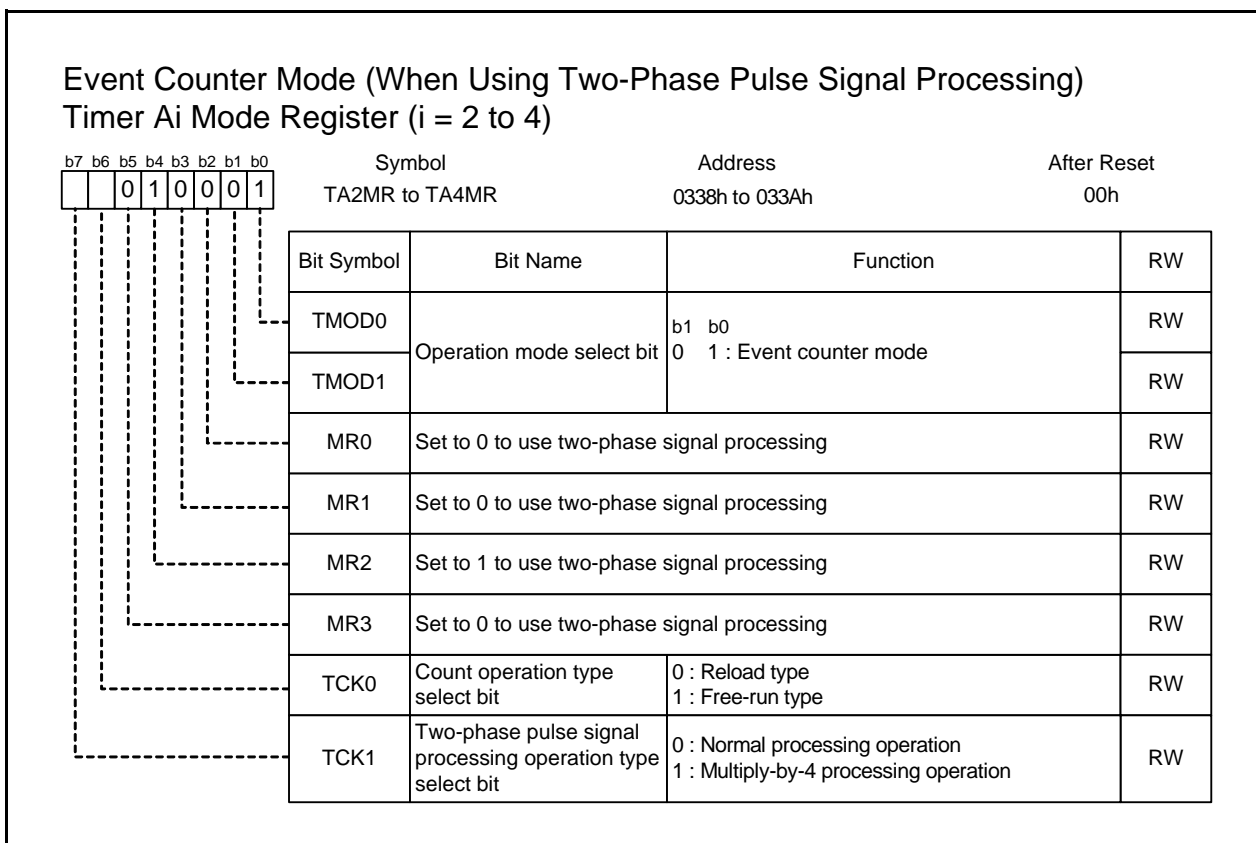 Event Counter Mode (When Using Two-Phase Pulse Signal Processing)
Timer Ai Mode Register (i = 2 to 4)
b7 b6 b5 b4 b3 b2 b1 b0
Symbol Address After Reset
0 1 0 0 0 1
TA2MR to TA4MR 0338h to 033Ah 00h
Bit Symbol Bit Name Function RW
TMOD0 RW
Operation mode select bit
b1 b0
0 1 : Event counter mode
TMOD1 RW
MR0 Set to 0 to use two-phase signal processing RW
MR1 Set to 0 to use two-phase signal processing RW
MR2 Set to 1 to use two-phase signal processing RW
MR3 Set to 0 to use two-phase signal processing RW
TCK0
Count operation type
select bit
0 : Reload type
1 : Free-run type
RW
TCK1
Two-phase pulse signal
processing operation type
select bit
0 : Normal processing operation
1 : Multiply-by-4 processing operation
RW